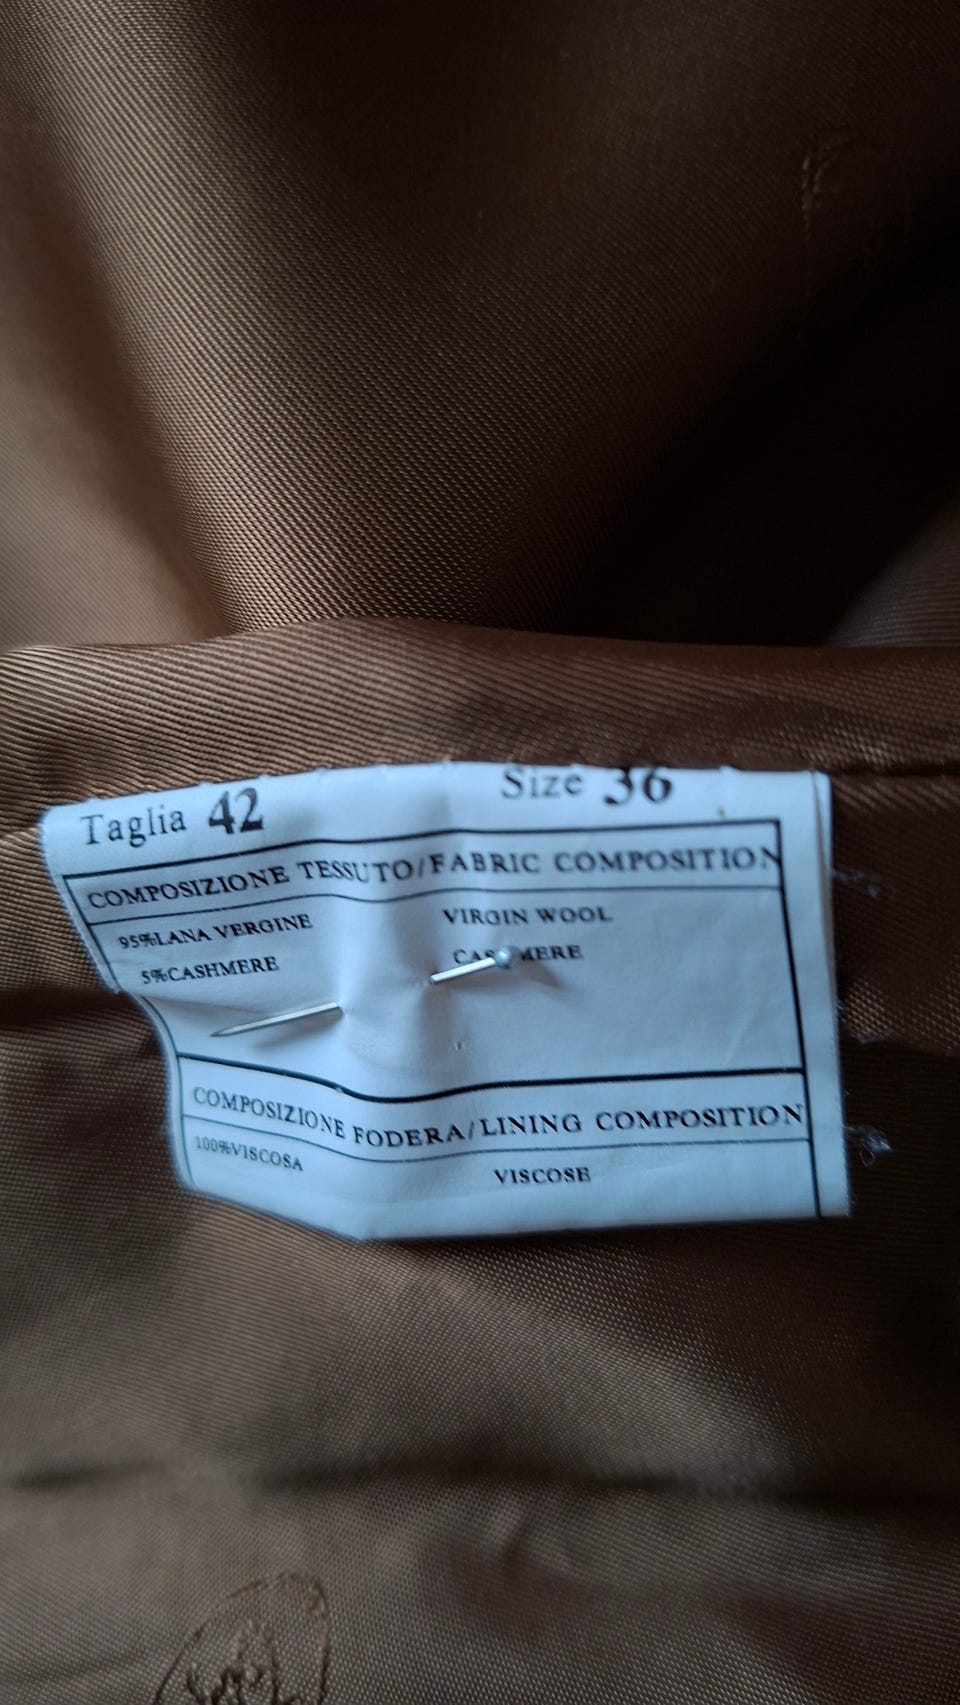 Taglia 42 Size 36
COMPOSIZIONE TESSUTO/FABRIC COMPOSITION
95%LANA VERGINE VIRGIN WOOL
5%CASHMERE CASHMERE
COMPOSIZIONE FODERA/LINING COMPOSITION
100%VISCOSA VISCOSE